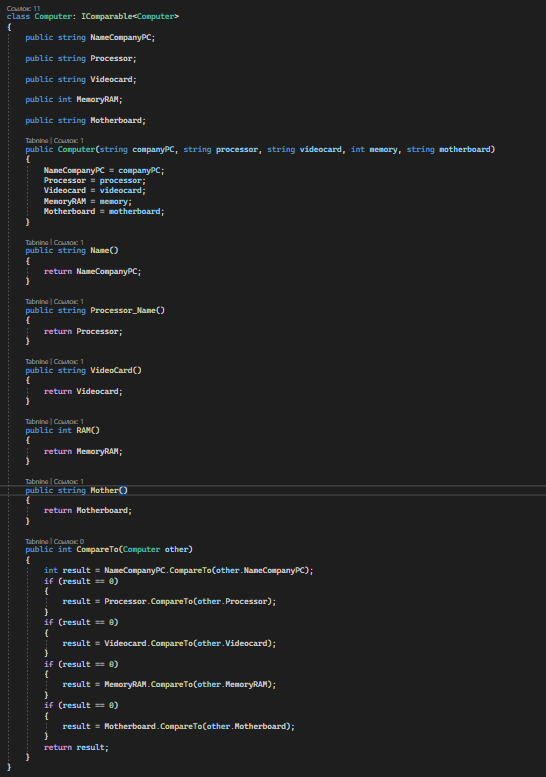 Ссылок: 11
class Computer: IComparable<Computer>
{
public string NameCompanyPC;
public string Processor;
public string Videocard;
public int MemoryRAM;
public string Motherboard;
Tabnine | Ссылок: 1
public Computer(string companyPC, string processor, string videocard, int memory, string motherboard)
{
NameCompanyPC = companyPC;
Processor = processor;
Videocard = videocard;
MemoryRAM = memory;
Motherboard = motherboard;
}
Tabnine | Ссылок: 1
public string Name()
{
return NameCompanyPC;
}
Tabnine | Ссылок: 1
public string Processor_Name()
{
return Processor;
}
Tabnine | Ссылок: 1
public string VideoCard()
{
return Videocard;
}
Tabnine | Ссылок: 1
public int RAM()
{
return MemoryRAM;
}
Tabnine | Ссылок: 1
public string Mother()
{
return Motherboard;
}
Tabnine | Ссылок: 0
public int CompareTo(Computer other)
{
int result = NameCompanyPC.CompareTo(other.NameCompanyPC);
if (result == 0)
{
result = Processor.CompareTo(other.Processor);
}
if (result == 0)
{
result = Videocard.CompareTo(other.Videocard);
}
if (result == 0)
{
result = MemoryRAM.CompareTo(other.MemoryRAM);
}
if (result == 0)
{
result = Motherboard.CompareTo(other.Motherboard);
}
return result;
}
}